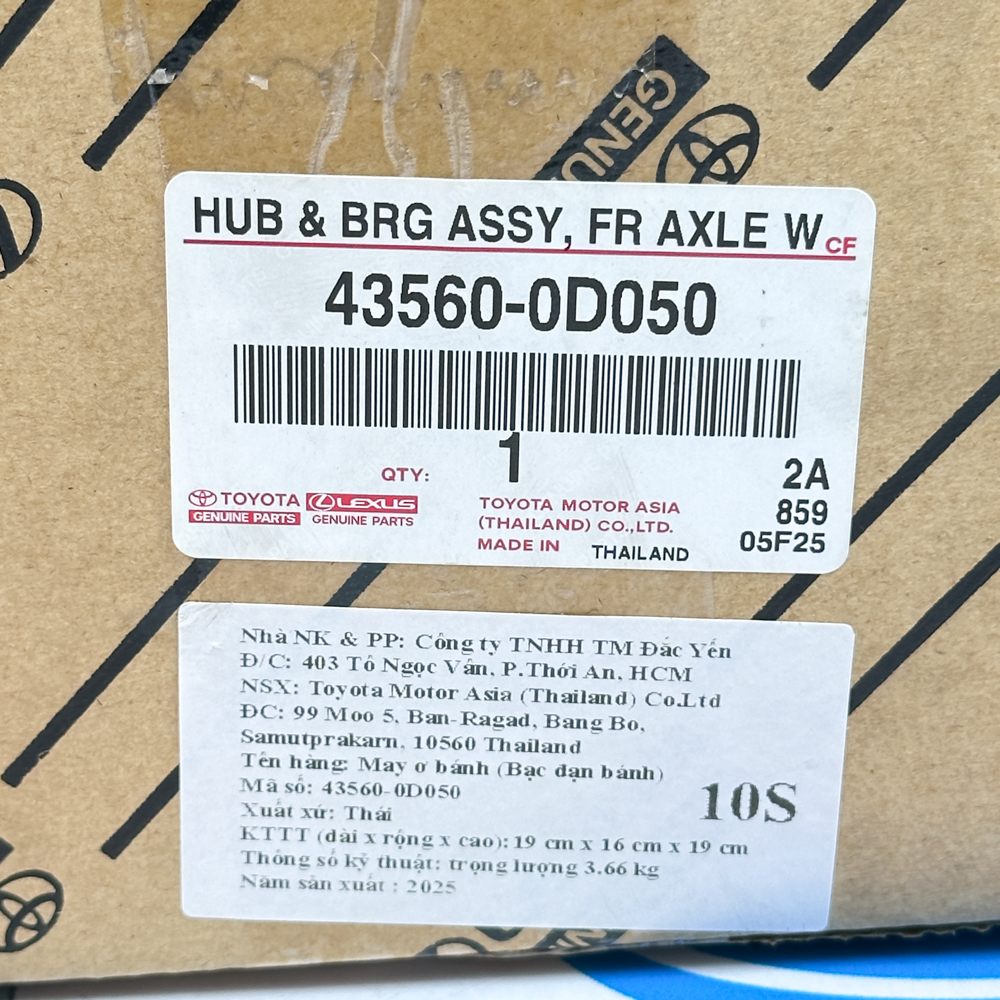 GENU
HUB & BRG ASSY, FR AXLE W CF
43560-0D050
QTY: 1
2A
859
05F25
TOYOTA LEXUS
GENUINE PARTS GENUINE PARTS
TOYOTA MOTOR ASIA
(THAILAND) CO.,LTD.
MADE IN THAILAND
Nhà NK & PP: Công ty TNHH TM Đắc Yến
Đ/C: 403 Tô Ngọc Vân, P.Thới An, HCM
NSX: Toyota Motor Asia (Thailand) Co.Ltd
ĐC: 99 Moo 5, Ban-Ragad, Bang Bo,
Samutprakarn, 10560 Thailand
Tên hàng: May ơ bánh (Bạc đạn bánh)
Mã số: 43560-0D050
Xuất xứ: Thái
KTTT (dài x rộng x cao): 19 cm x 16 cm x 19 cm
Thông số kỹ thuật: trọng lượng 3.66 kg
Năm sản xuất : 2025
10S